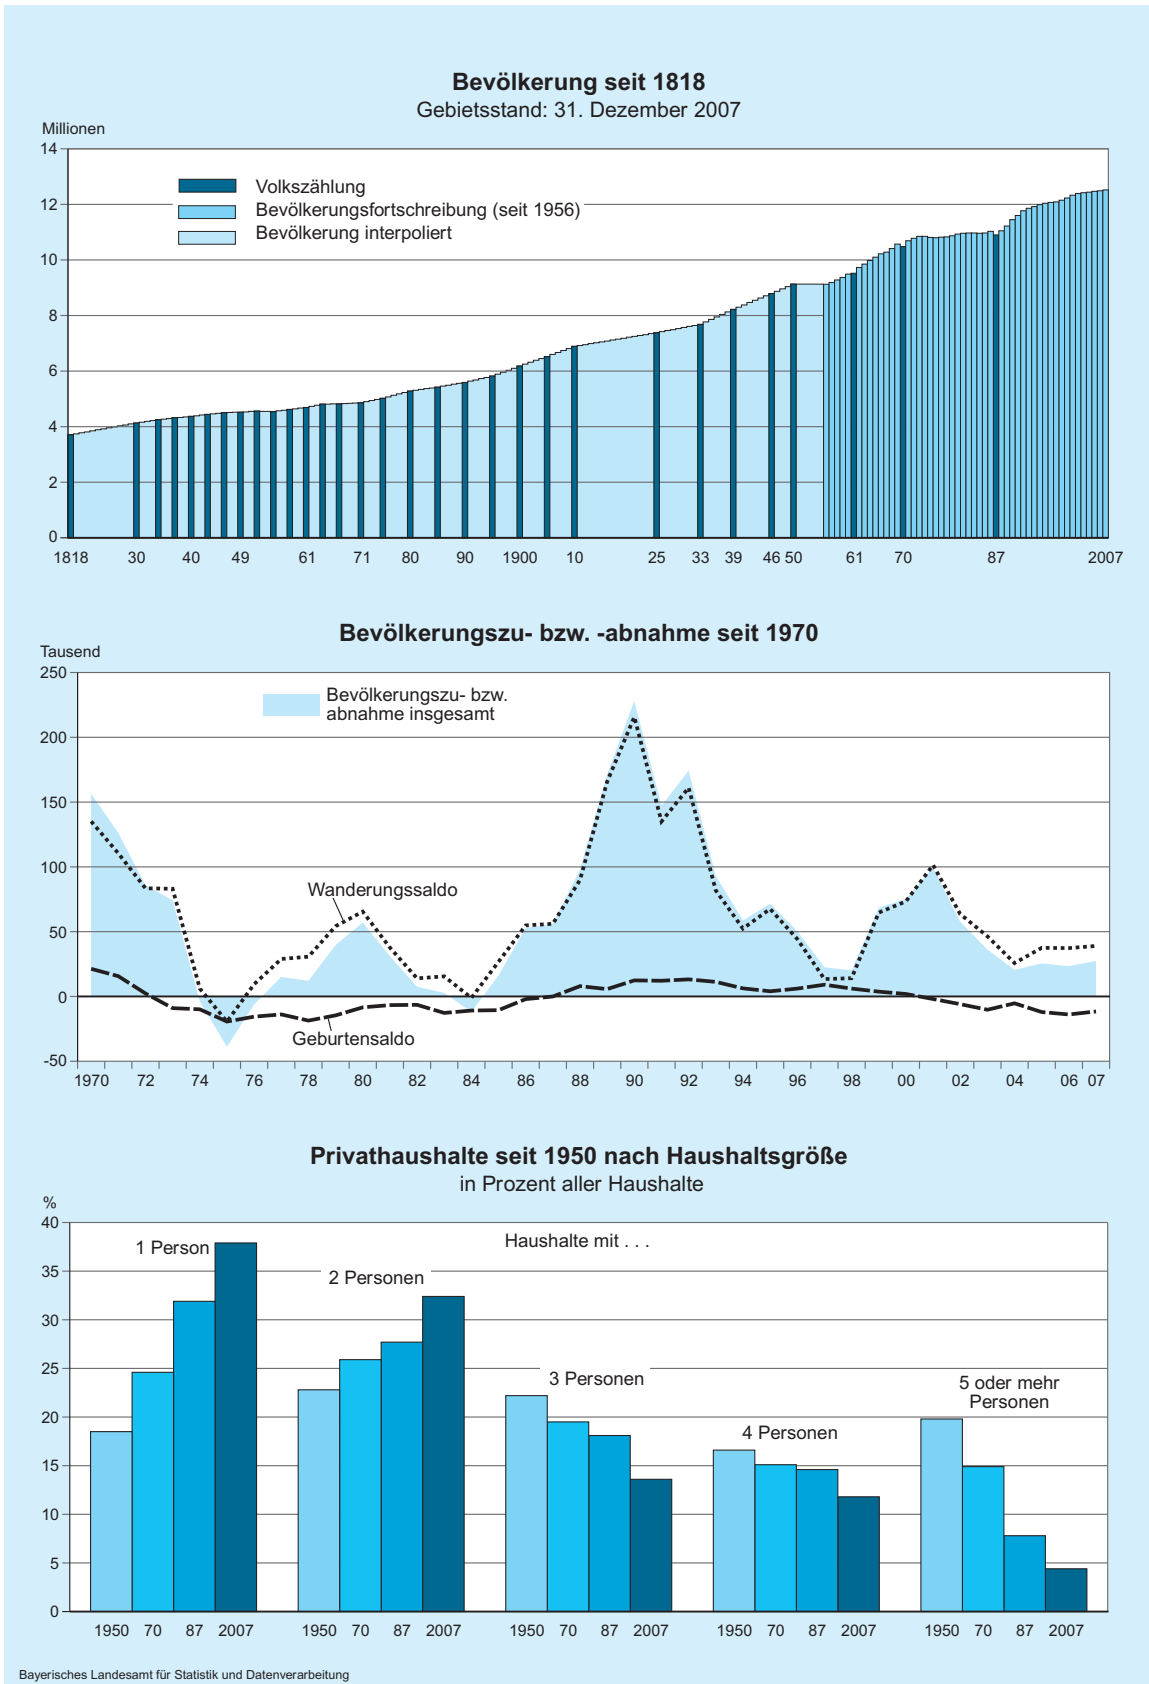 Bevölkerung seit 1818
Gebietsstand: 31. Dezember 2007
Millionen
14
12
10
8
6
4
2
0
Volkszählung
Bevölkerungsfortschreibung (seit 1956)
Bevölkerung interpoliert
1818 30 40 49 61 71 80 90 1900 10 25 33 39 46 50 61 70 87 2007
Bevölkerungszu- bzw. -abnahme seit 1970
Tausend
250
200
150
100
50
0
-50
Bevölkerungszu- bzw.
abnahme insgesamt
Wanderungssaldo
Geburtensaldo
1970 72 74 76 78 80 82 84 86 88 90 92 94 96 98 00 02 04 06 07
Privathaushalte seit 1950 nach Haushaltsgröße
in Prozent aller Haushalte
%
40
35
30
25
20
15
10
5
0
Haushalte mit . . .
1 Person
2 Personen
3 Personen
4 Personen
5 oder mehr
Personen
1950 70 87 2007 1950 70 87 2007 1950 70 87 2007 1950 70 87 2007 1950 70 87 2007
Bayerisches Landesamt für Statistik und Datenverarbeitung